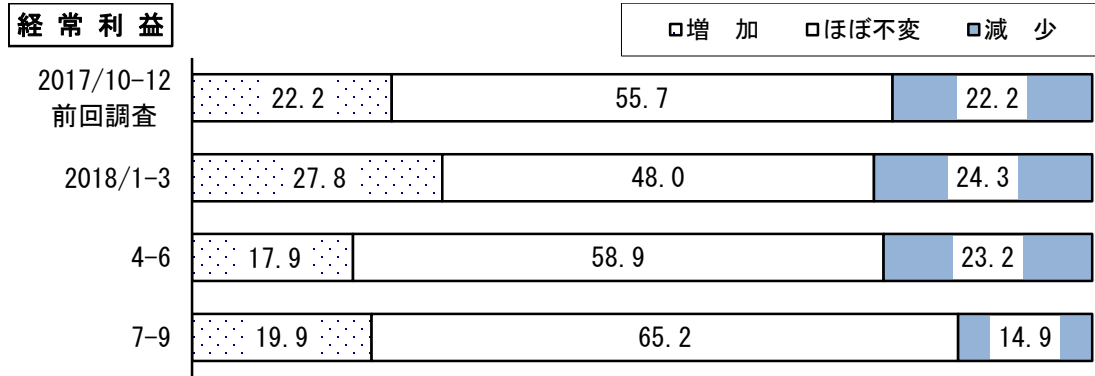 経常利益
□増　加　□ほぼ不変　■減　少
2017/10-12
前回調査
22.2 55.7 22.2
2018/1-3 27.8 48.0 24.3
4-6 17.9 58.9 23.2
7-9 19.9 65.2 14.9